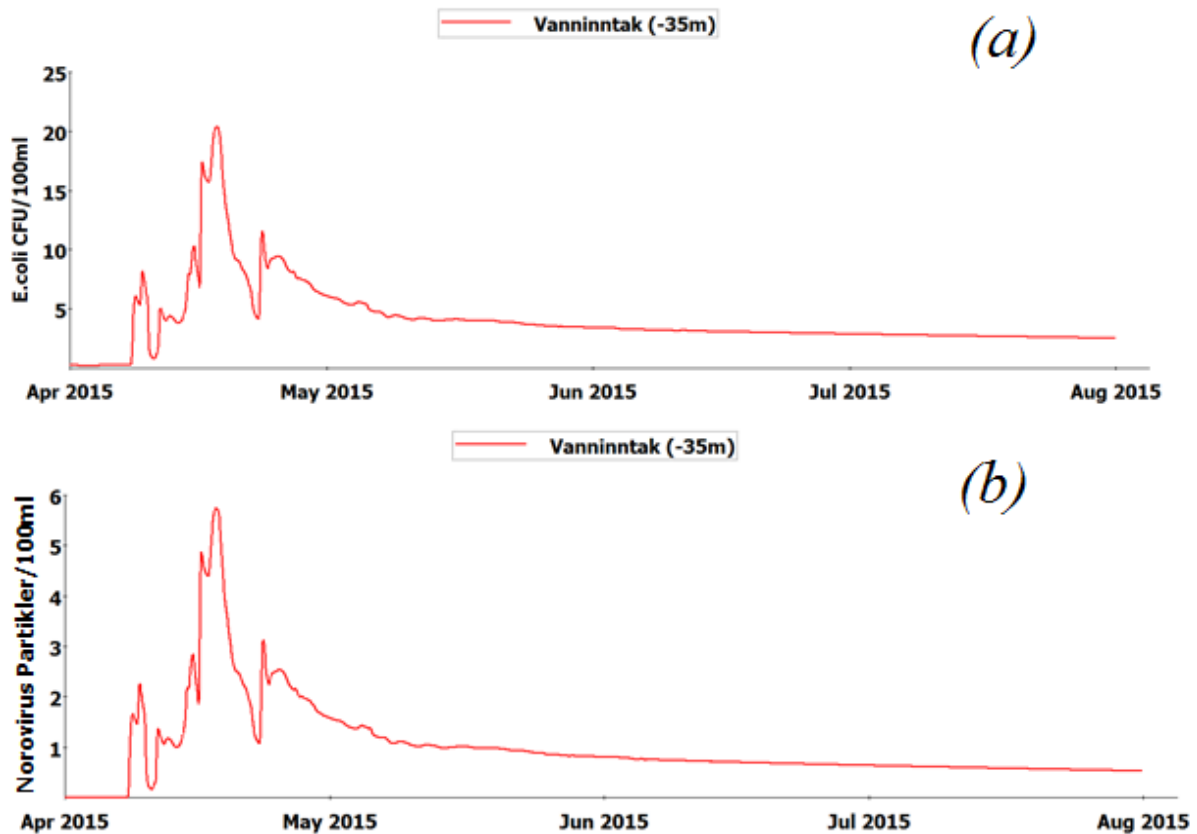 Vanninntak (-35m)
(a)
E.coli CFU/100ml
25
20
15
10
5
Apr 2015 May 2015 Jun 2015 Jul 2015 Aug 2015
Vanninntak (-35m)
(b)
Norovirus Partikler/100ml
6
5
4
3
2
1
Apr 2015 May 2015 Jun 2015 Jul 2015 Aug 2015